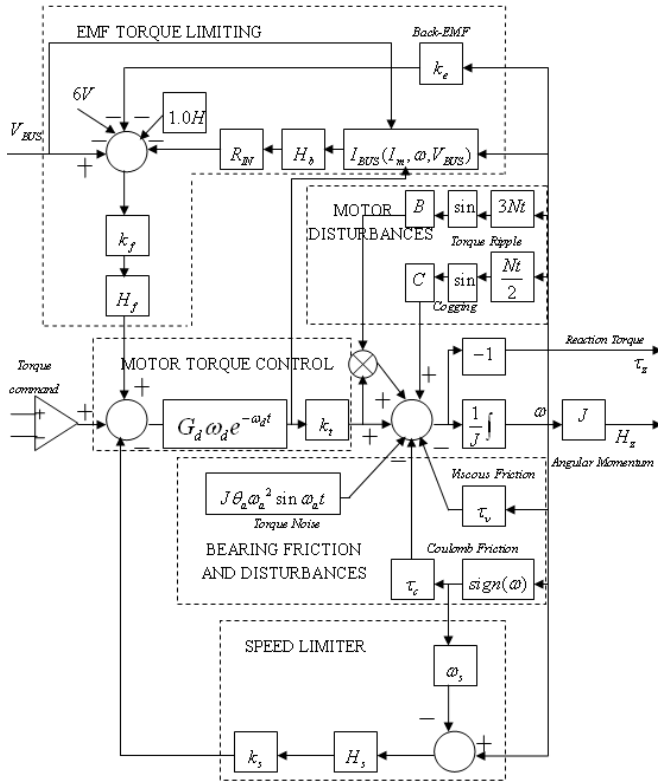 EMF TORQUE LIMITING
Back-EMF
k_e
6V
1.0H
V_BUS
R_IN
H_b
I_BUS(I_m, ω, V_BUS)
MOTOR
DISTURBANCES
B
sin
3Nt
Torque Ripple
C
sin
Nt/2
Cogging
k_f
H_f
Torque
command
MOTOR TORQUE CONTROL
G_d ω_d e^{-ω_d t}
k_t
-1
Reaction Torque
τ_z
1/J ∫
ω
J
H_z
Angular Momentum
Jθ_a ω_a² sin ω_a t
Torque Noise
Viscous Friction
τ_v
BEARING FRICTION
AND DISTURBANCES
Coulomb Friction
τ_c
sign(ω)
SPEED LIMITER
ω_s
k_s
H_s